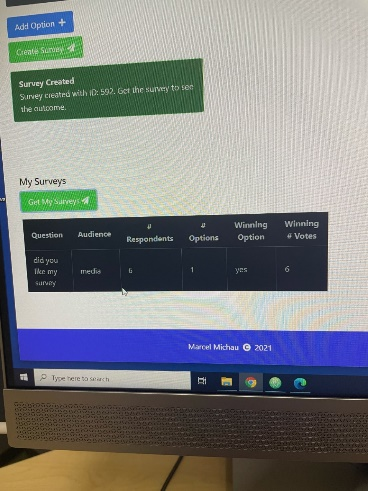 Add Option +
Create Survey
Survey Created
Survey created with ID: 592. Get the survey to see
the outcome.
My Surveys
Get My Surveys
Question Audience # Respondents # Options Winning Option Winning # Votes
did you like my survey media 6 1 yes 6
Marcel Michau © 2021
Type here to search